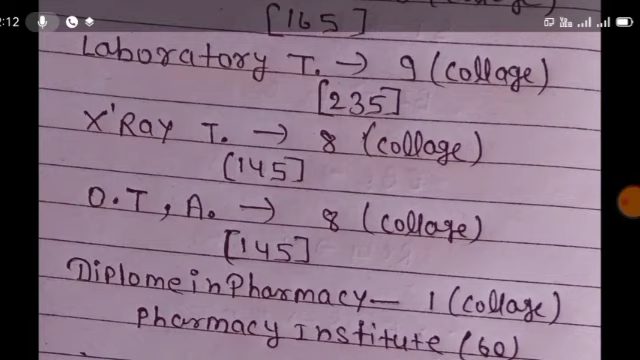 :12
[165]
Laboratory T. → 9 (collage)
[235]
X'Ray T. → 8 (collage)
[145]
O.T, A. → 8 (collage)
[145]
Diplome in Pharmacy — 1 (collage)
Pharmacy Institute (60)